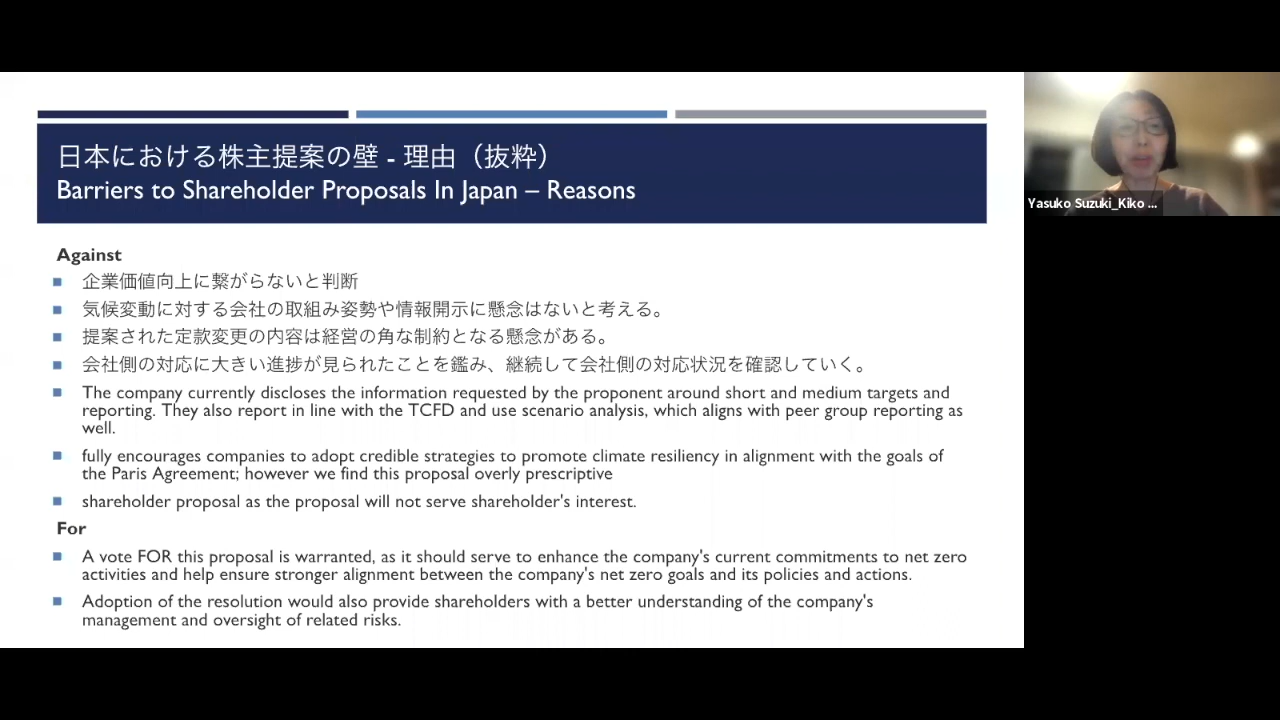 日本における株主提案の壁 - 理由（抜粋）
Barriers to Shareholder Proposals In Japan – Reasons
Against
企業価値向上に繋がらないと判断
気候変動に対する会社の取組み姿勢や情報開示に懸念はないと考える。
提案された定款変更の内容は経営の角な制約となる懸念がある。
会社側の対応に大きい進捗が見られたことを鑑み、継続して会社側の対応状況を確認していく。
The company currently discloses the information requested by the proponent around short and medium targets and
reporting. They also report in line with the TCFD and use scenario analysis, which aligns with peer group reporting as
well.
fully encourages companies to adopt credible strategies to promote climate resiliency in alignment with the goals of
the Paris Agreement; however we find this proposal overly prescriptive
shareholder proposal as the proposal will not serve shareholder's interest.
For
A vote FOR this proposal is warranted, as it should serve to enhance the company's current commitments to net zero
activities and help ensure stronger alignment between the company's net zero goals and its policies and actions.
Adoption of the resolution would also provide shareholders with a better understanding of the company's
management and oversight of related risks.
Yasuko Suzuki_Kiko ...